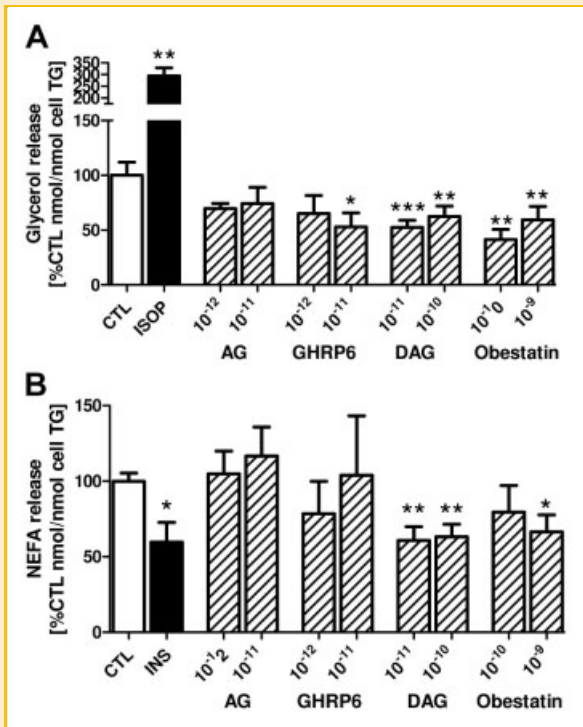 A
**
350
300
250
200
150
100
50
0
Glycerol release
[%CTL nmol/nmol cell TG]
* *** ** ** **
CTL ISOP 10⁻¹² 10⁻¹¹ 10⁻¹² 10⁻¹¹ 10⁻¹¹ 10⁻¹⁰ 10⁻¹0 10⁻⁹
AG GHRP6 DAG Obestatin
B
150
100
50
0
NEFA release
[%CTL nmol/nmol cell TG]
* ** ** *
CTL INS 10⁻¹2 10⁻¹¹ 10⁻¹² 10⁻¹¹ 10⁻¹¹ 10⁻¹⁰ 10⁻¹⁰ 10⁻⁹
AG GHRP6 DAG Obestatin